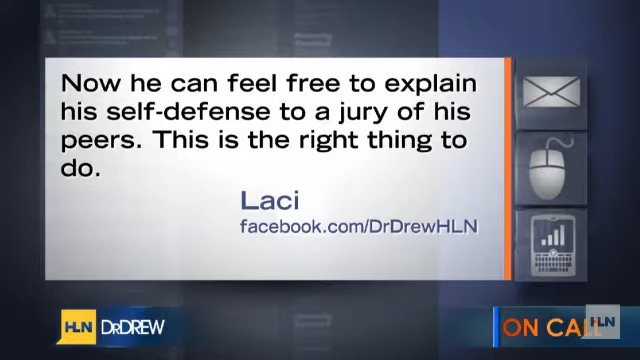 Now he can feel free to explain
his self-defense to a jury of his
peers. This is the right thing to
do.
Laci
facebook.com/DrDrewHLN
HLN DRDREW
ON CALL
HLN